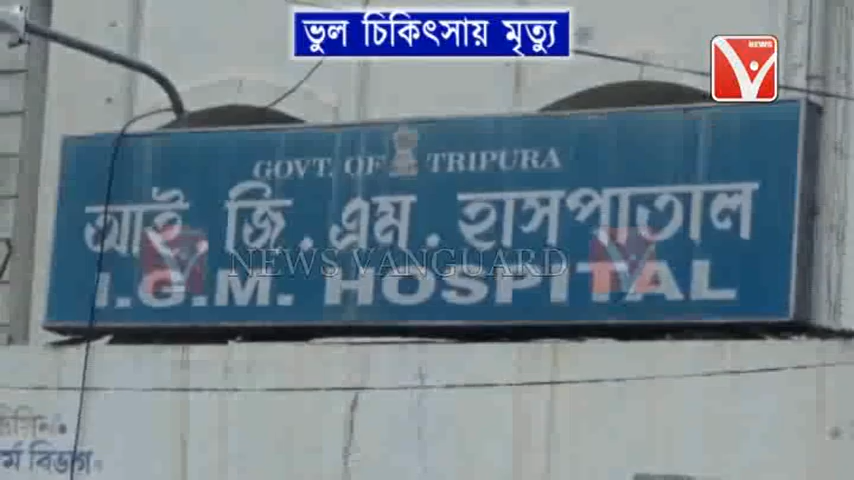 ভুল চিকিৎসায় মৃত্যু
NEWS
GOVT. OF TRIPURA
আই জি . এম . হাসপাতাল
NEWS VANGUARD
I.G.M. HOSPITAL
বিভাগ